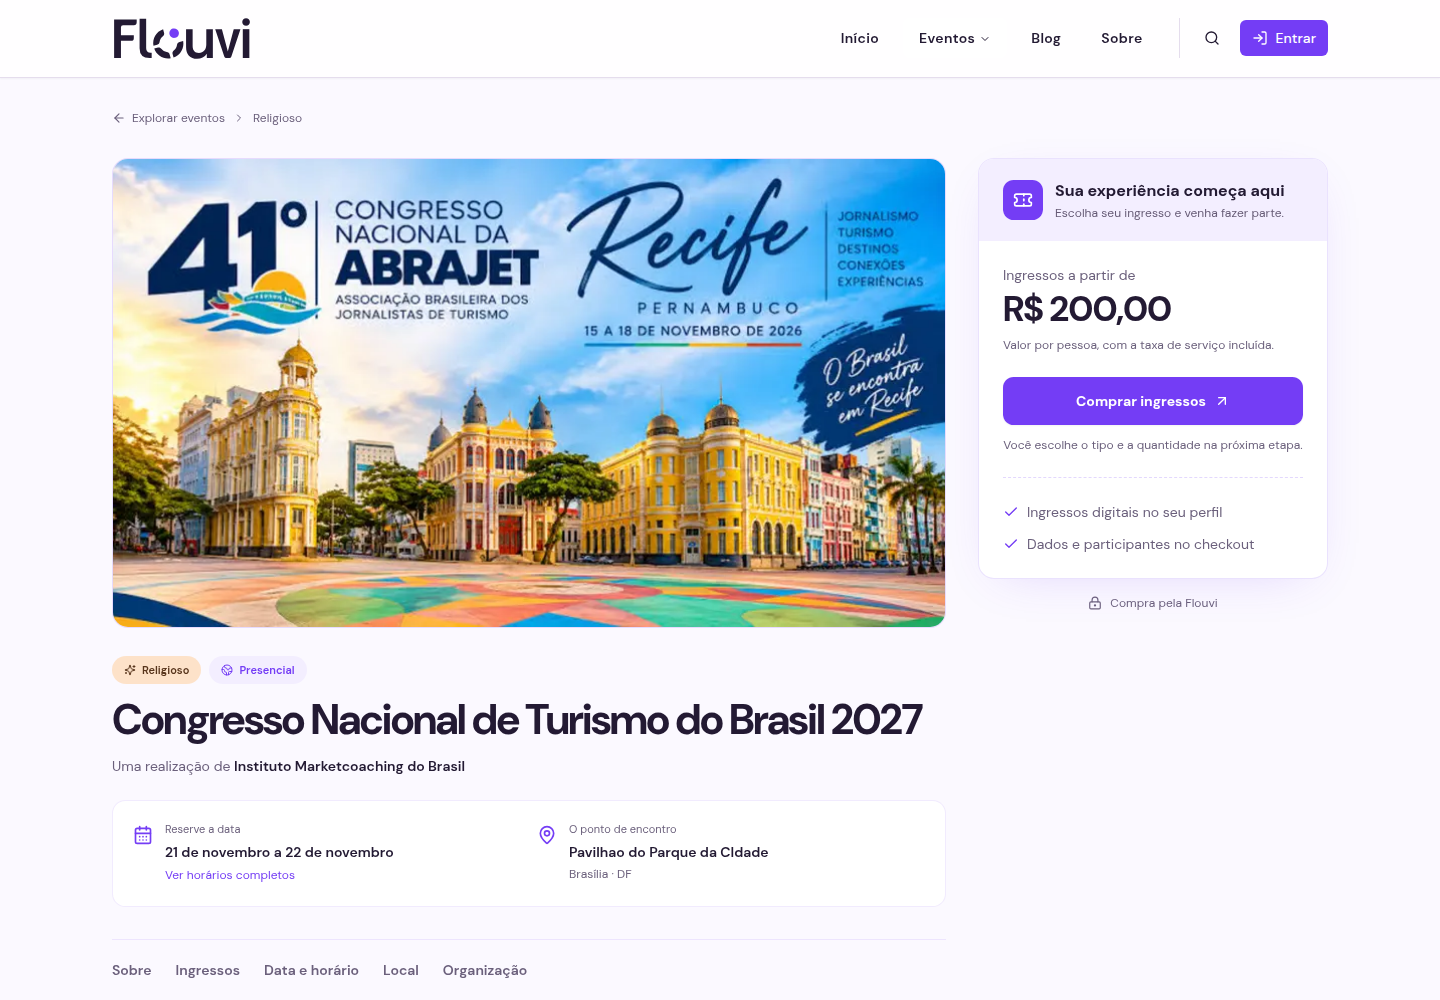 Flouvi
Início
Eventos
Blog
Sobre
Entrar
Explorar eventos
Religioso
41º CONGRESSO
NACIONAL DA
ABRAJET
ASSOCIAÇÃO BRASILEIRA DOS
JORNALISTAS DE TURISMO
Recife
PERNAMBUCO
15 A 18 DE NOVEMBRO DE 2026
JORNALISMO
TURISMO
DESTINOS
CONEXÕES
EXPERIÊNCIAS
O Brasil
se encontra
em Recife
Sua experiência começa aqui
Escolha seu ingresso e venha fazer parte.
Ingressos a partir de
R$ 200,00
Valor por pessoa, com a taxa de serviço incluída.
Comprar ingressos
Você escolhe o tipo e a quantidade na próxima etapa.
Ingressos digitais no seu perfil
Dados e participantes no checkout
Compra pela Flouvi
Religioso
Presencial
Congresso Nacional de Turismo do Brasil 2027
Uma realização de Instituto Marketcoaching do Brasil
Reserve a data
21 de novembro a 22 de novembro
Ver horários completos
O ponto de encontro
Pavilhao do Parque da CIdade
Brasília · DF
Sobre
Ingressos
Data e horário
Local
Organização